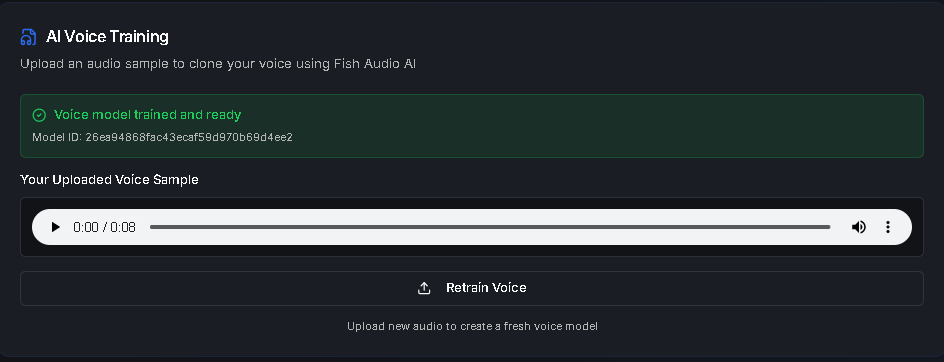 AI Voice Training
Upload an audio sample to clone your voice using Fish Audio AI
Voice model trained and ready
Model ID: 26ea94868fac43ecaf59d970b69d4ee2
Your Uploaded Voice Sample
0:00 / 0:08
Retrain Voice
Upload new audio to create a fresh voice model